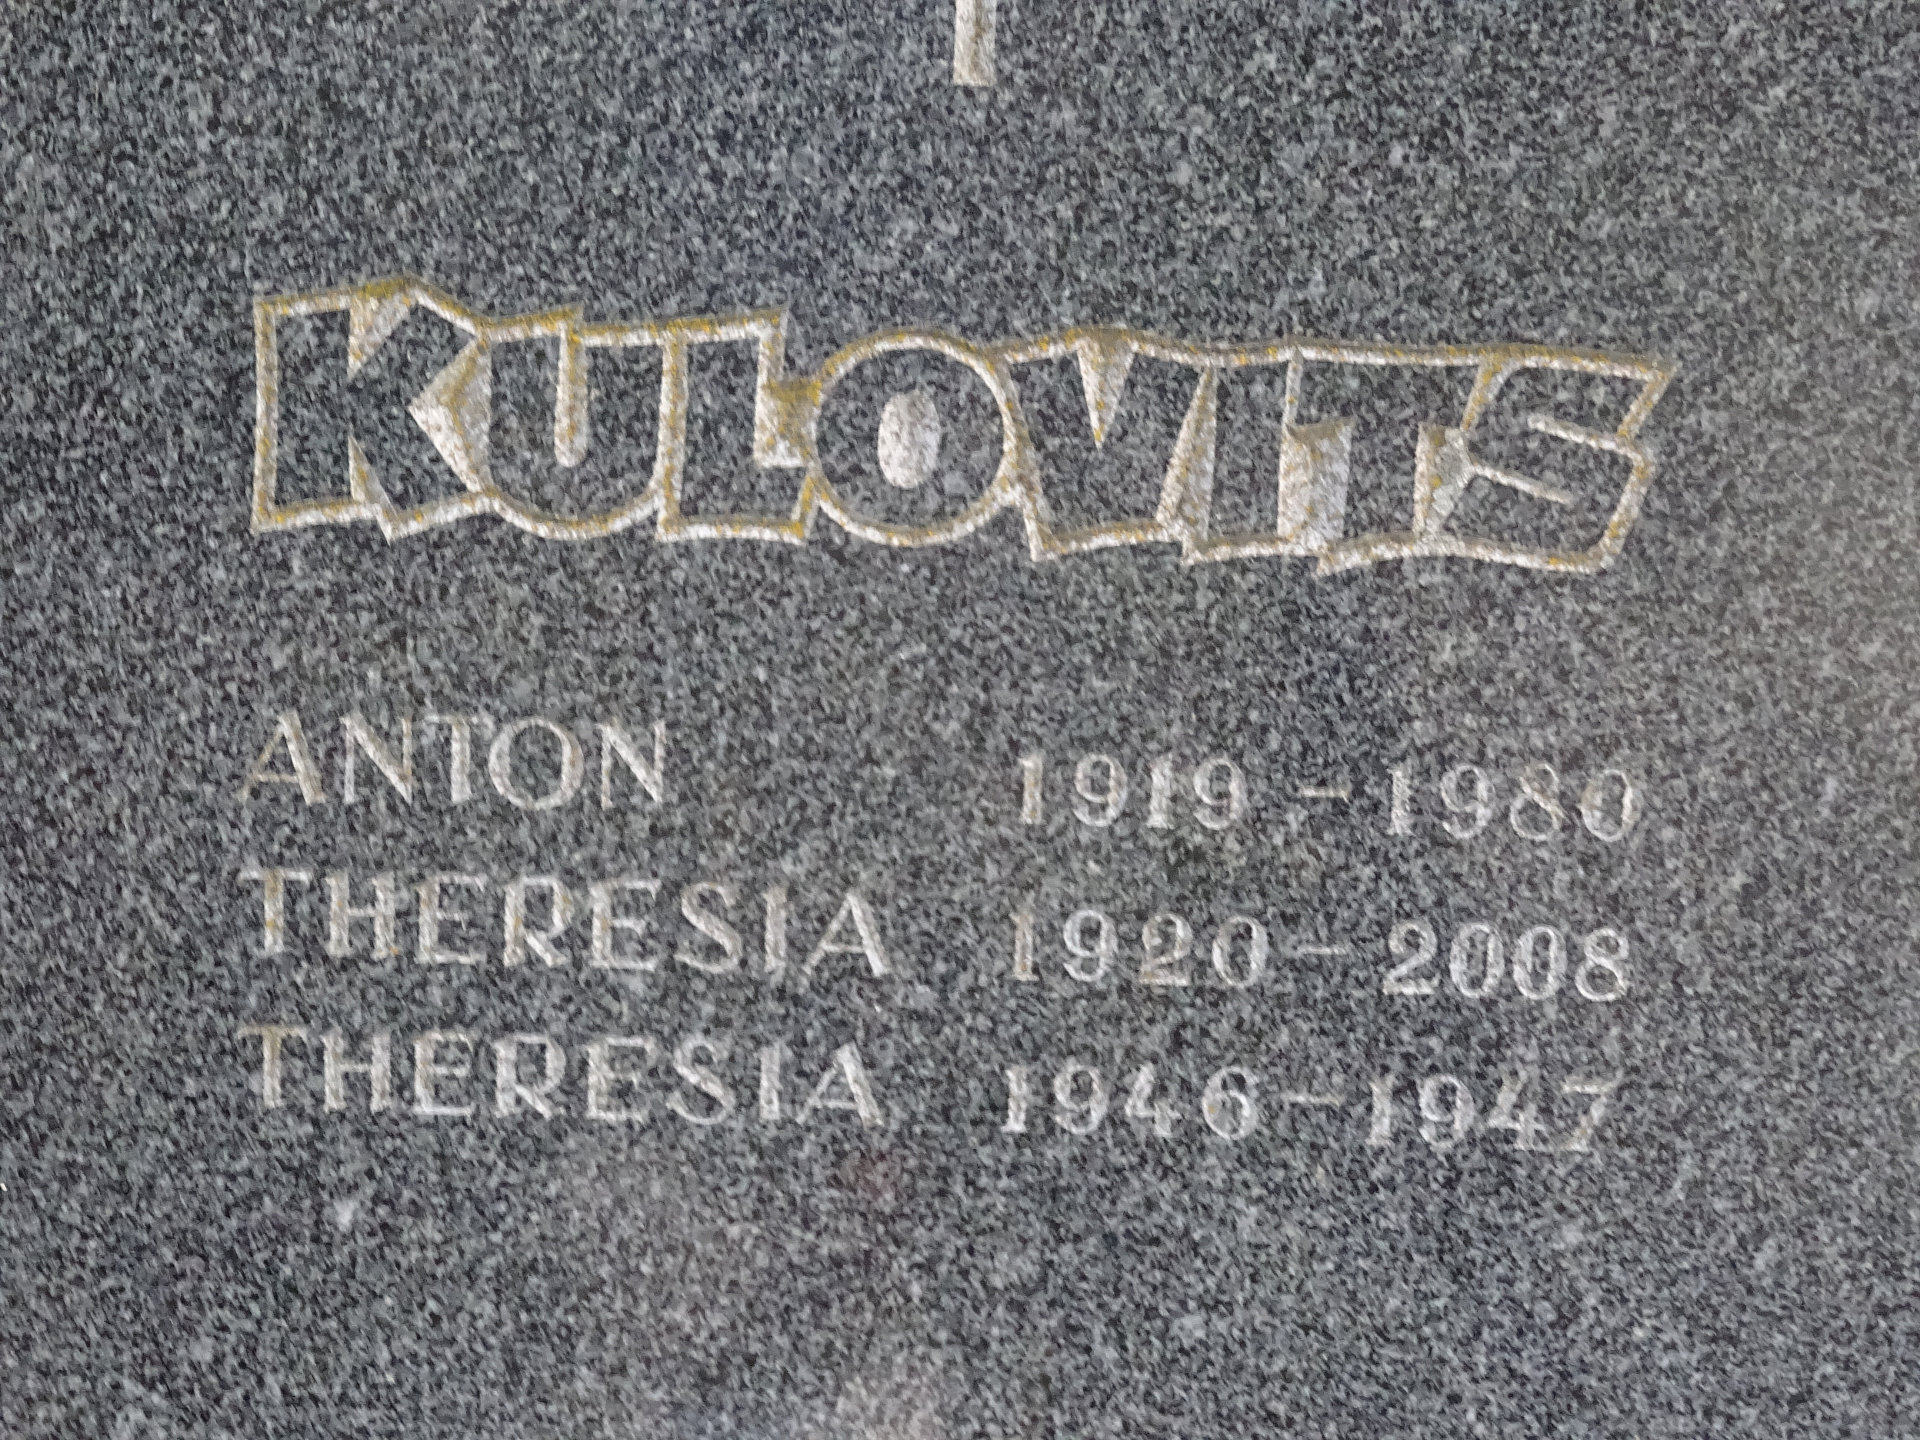 KULOVITS
ANTON 1919 - 1980
THERESIA 1920 - 2008
THERESIA 1946 - 1947